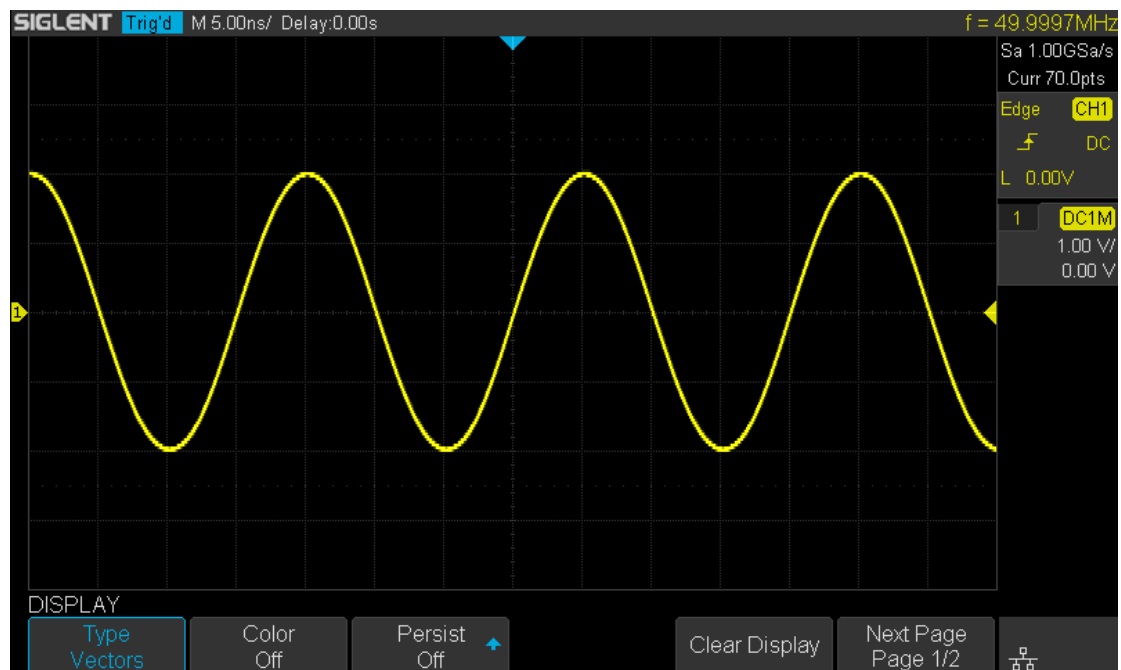 SIGLENT Trig'd M 5.00ns/ Delay:0.00s f = 49.9997MHz
Sa 1.00GSa/s
Curr 70.0pts
Edge CH1
DC
L 0.00V
1 DC1M
1.00 V/
0.00 V
1
DISPLAY
Type
Vectors
Color
Off
Persist
Off
Clear Display
Next Page
Page 1/2